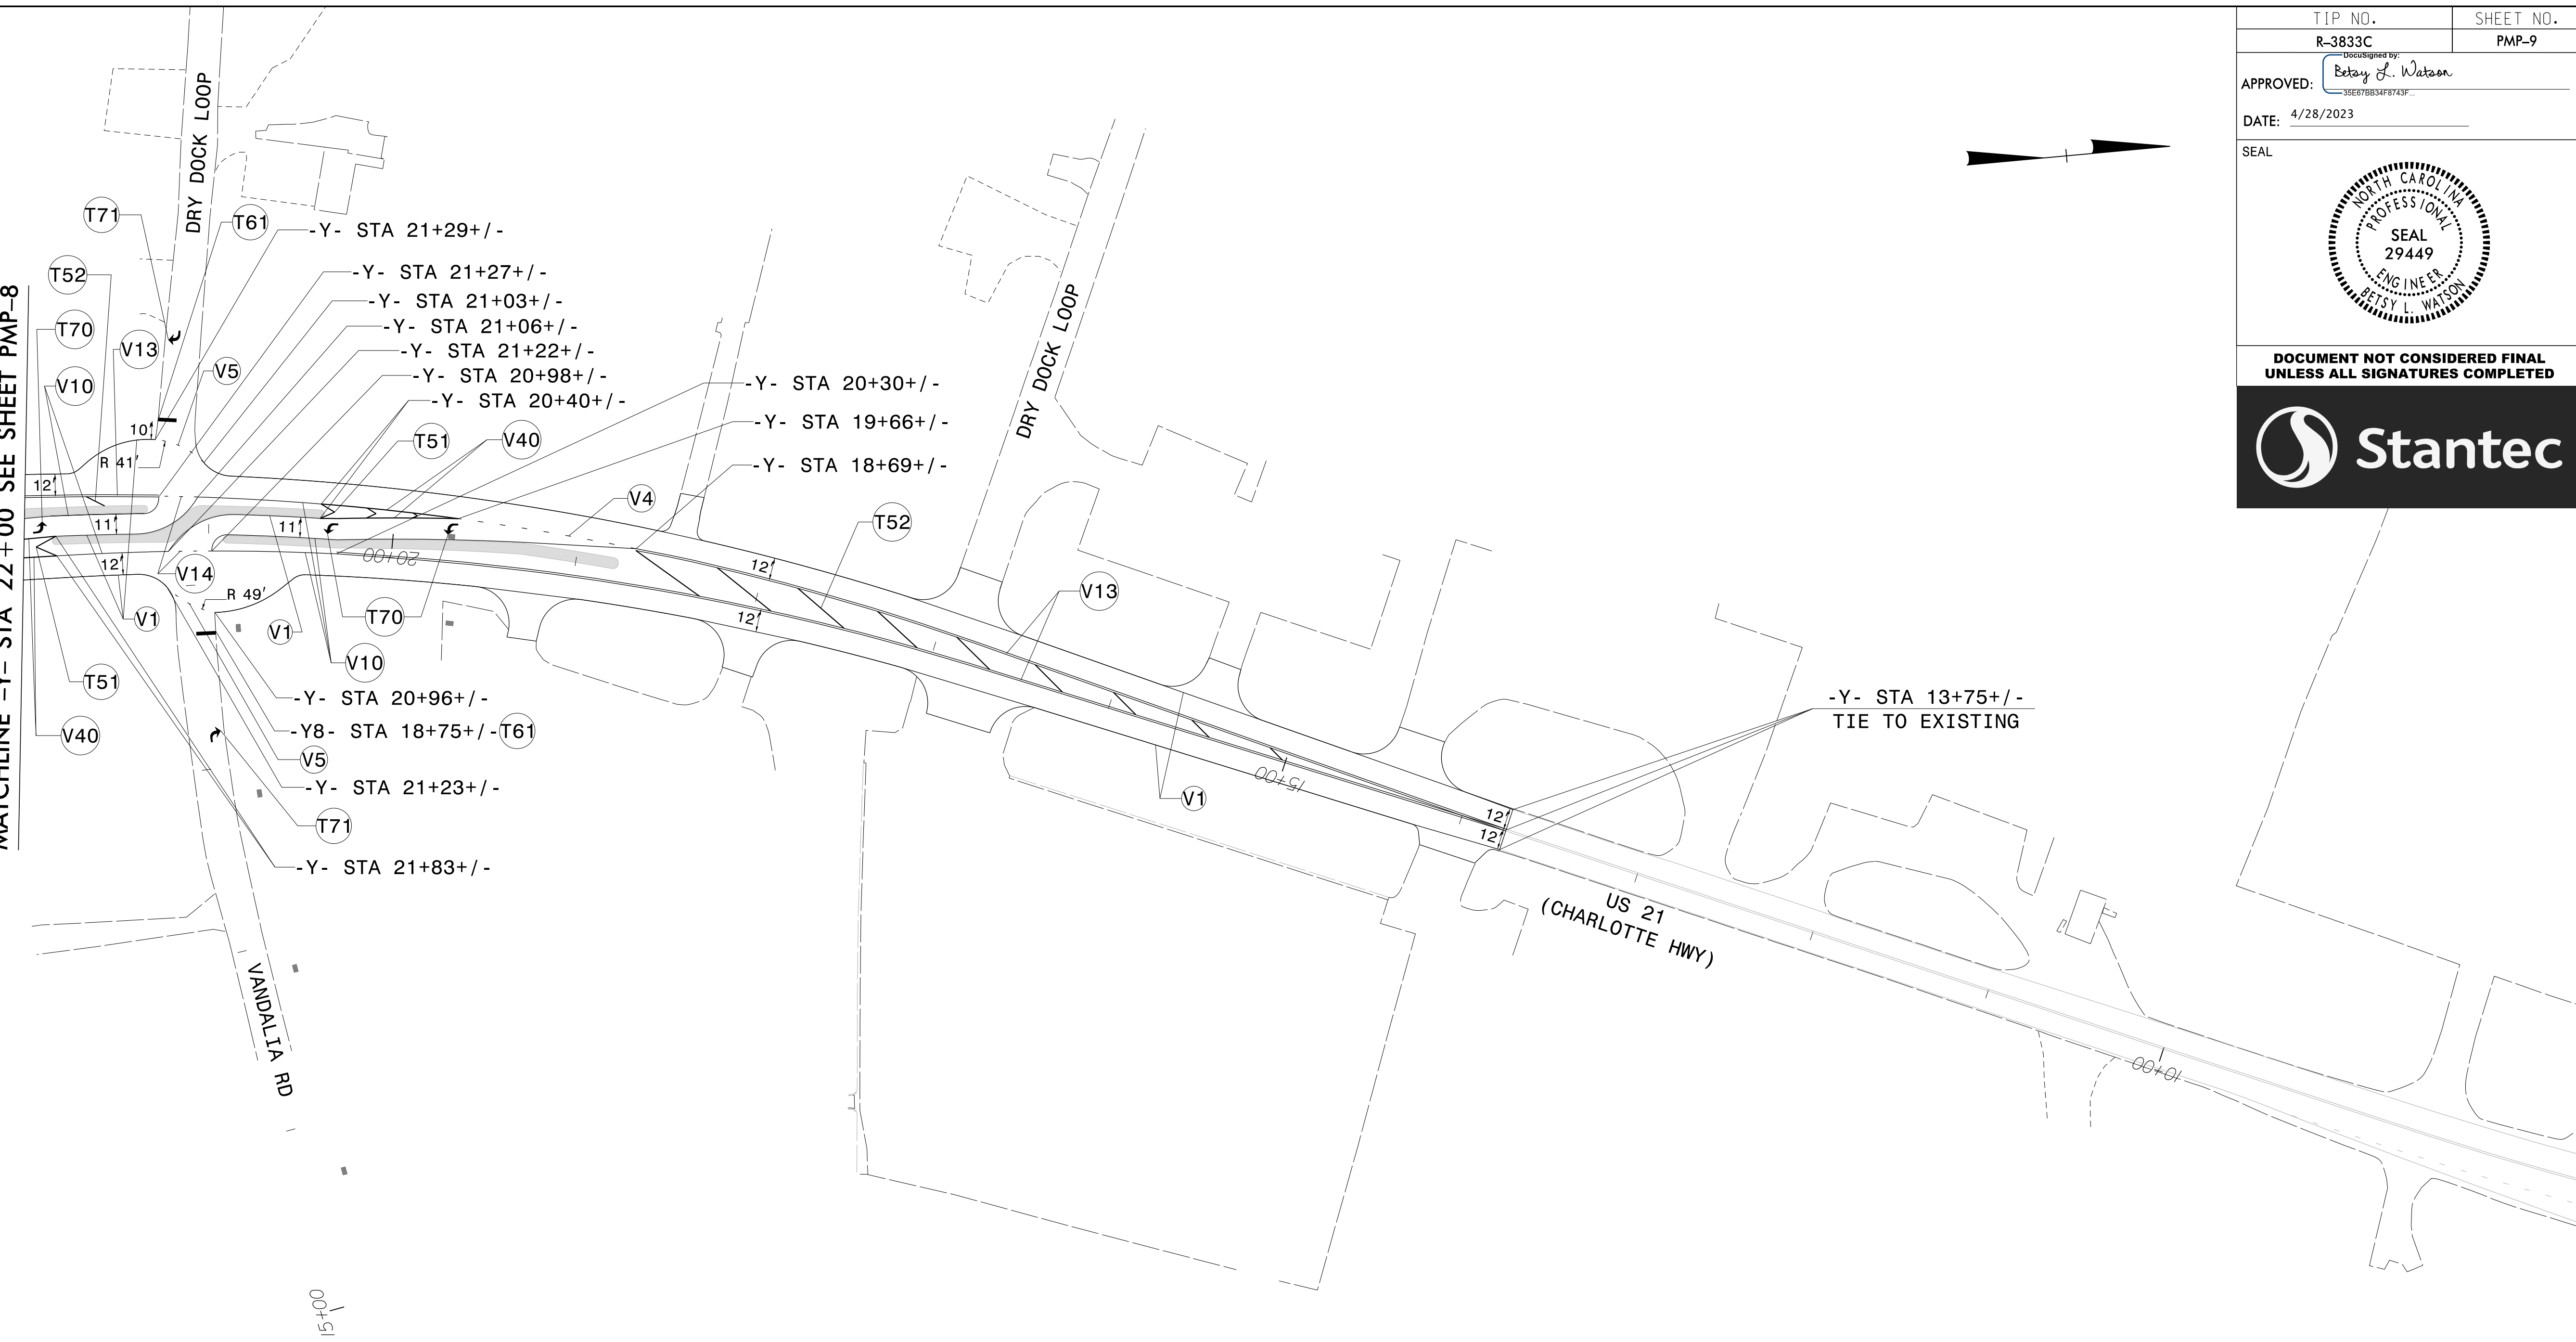 TIP NO.
SHEET NO.
R-3833C
PMP-9
DocuSigned by:
APPROVED: Betsy L. Watson
35E67BB34F8743F...
DATE: 4/28/2023
SEAL
NORTH CAROLINA
PROFESSIONAL
SEAL
29449
ENGINEER
BETSY L. WATSON
DOCUMENT NOT CONSIDERED FINAL
UNLESS ALL SIGNATURES COMPLETED
Stantec
MATCHLINE -Y- STA 22+00 SEE SHEET PMP-8
DRY DOCK LOOP
T71
T61
-Y- STA 21+29+/-
T52
-Y- STA 21+27+/-
-Y- STA 21+03+/-
T70
-Y- STA 21+06+/-
V13
-Y- STA 21+22+/-
V5
-Y- STA 20+98+/-
V10
-Y- STA 20+40+/-
-Y- STA 20+30+/-
-Y- STA 19+66+/-
-Y- STA 18+69+/-
DRY DOCK LOOP
10'
T51
V40
R 41'
12'
11'
11'
V4
T52
20+00
12'
V14
12'
R 49'
V1
V1
T70
12'
V13
V10
T51
V40
-Y- STA 20+96+/-
-Y8- STA 18+75+/-
T61
V5
-Y- STA 21+23+/-
T71
-Y- STA 21+83+/-
V1
15+00
-Y- STA 13+75+/-
TIE TO EXISTING
12'
12'
US 21
(CHARLOTTE HWY)
10+00
VANDALIA RD
15+00